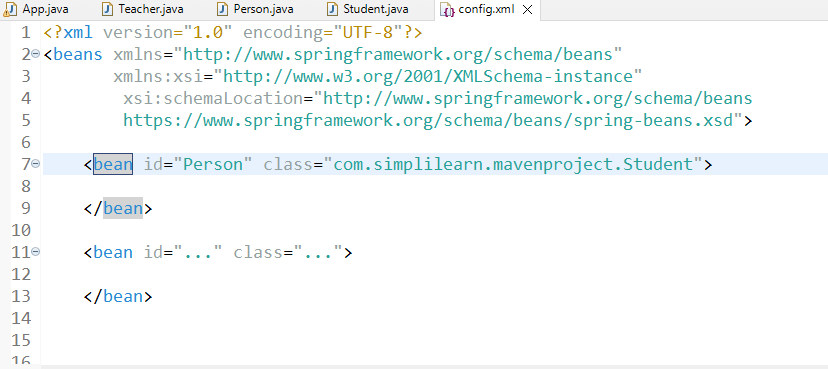 App.java Teacher.java Person.java Student.java config.xml
1 <?xml version="1.0" encoding="UTF-8"?>
2 <beans xmlns="http://www.springframework.org/schema/beans"
3 xmlns:xsi="http://www.w3.org/2001/XMLSchema-instance"
4 xsi:schemaLocation="http://www.springframework.org/schema/beans
5 https://www.springframework.org/schema/beans/spring-beans.xsd">
6
7 <bean id="Person" class="com.simplilearn.mavenproject.Student">
8
9 </bean>
10
11 <bean id="..." class="...">
12
13 </bean>
14
15
16